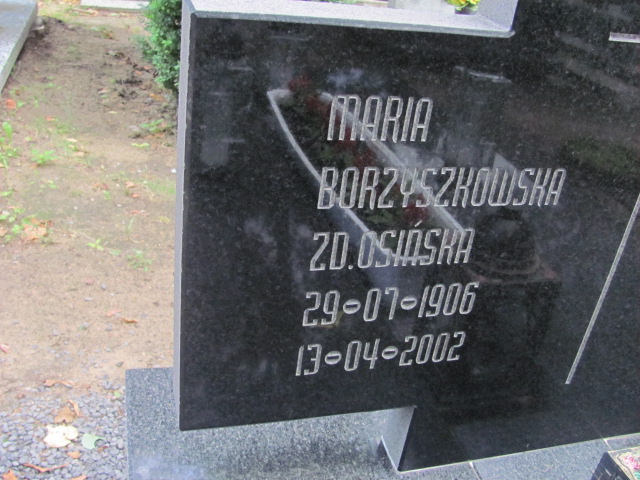 MARIA
BORZYSZKOWSKA
ZD. OSIŃSKA
29-07-1906
13-04-2002